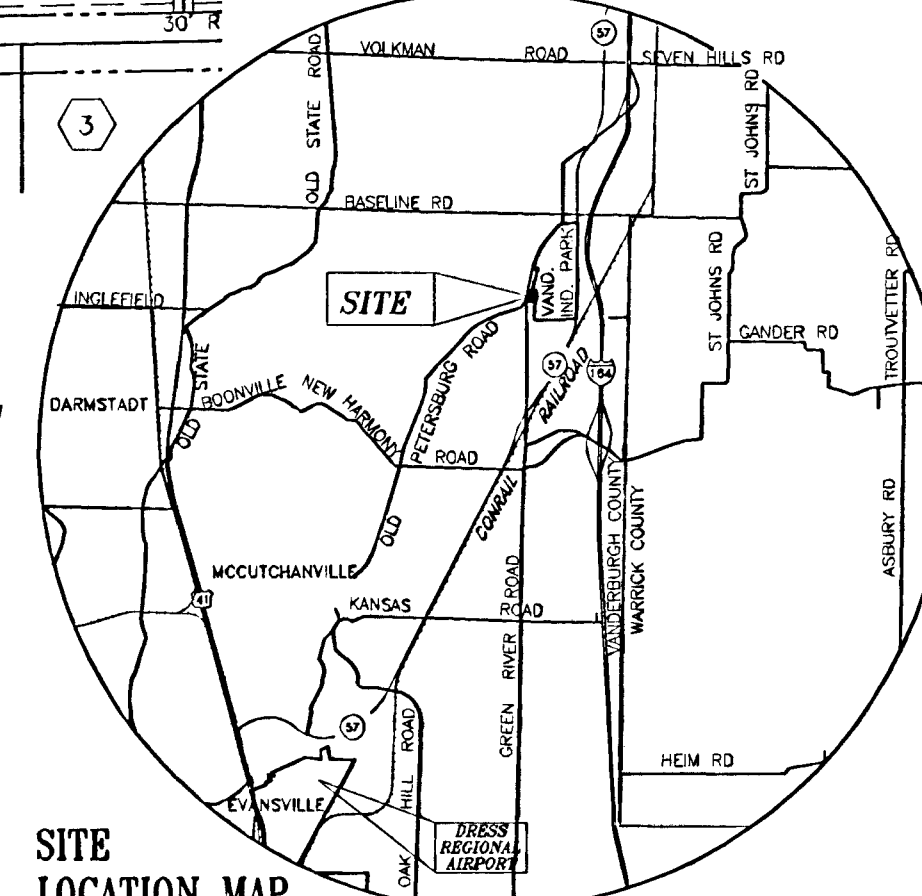 30' R
3
57
VOLKMAN ROAD
SEVEN HILLS RD
OLD STATE ROAD
ST JOHNS RD
BASELINE RD
INGLEFIELD
SITE
VAND.
IND. PARK
ST JOHNS RD
TROUTVETTER RD
GANDER RD
OLD STATE
DARMSTADT
BOONVILLE NEW HARMONY ROAD
OLD PETERSBURG ROAD
57
164
CONRAIL RAILROAD
VANDERBURGH COUNTY
WARRICK COUNTY
ASBURY RD
MCCUTCHANVILLE
41
KANSAS ROAD
GREEN RIVER ROAD
57
OAK HILL ROAD
HEIM RD
EVANSVILLE
DRESS
REGIONAL
AIRPORT
SITE
LOCATION MAP